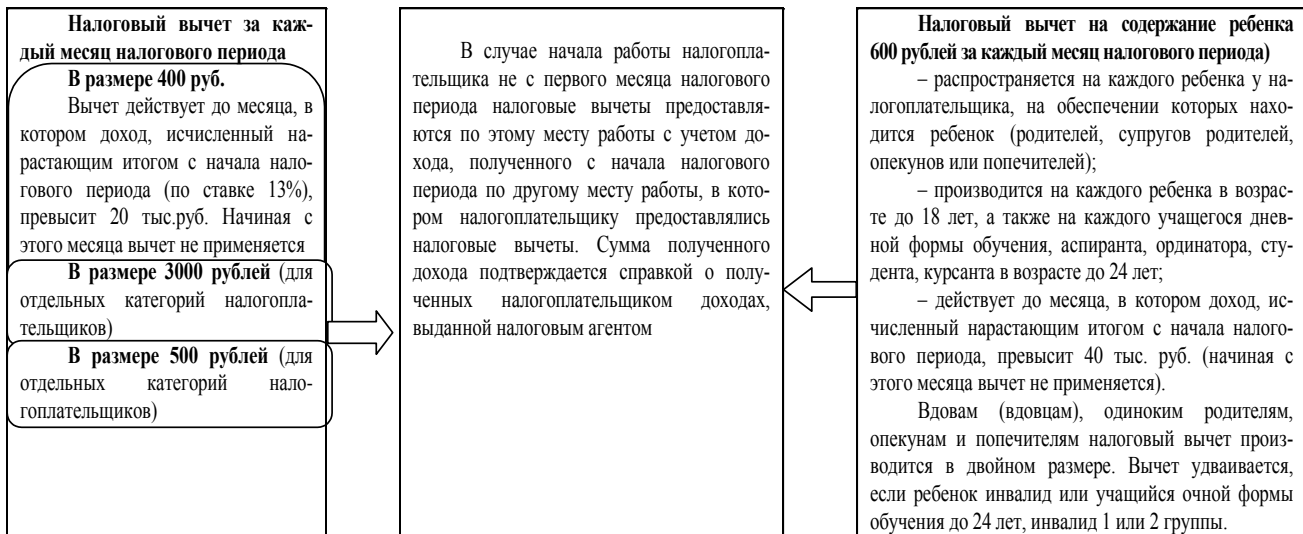 Налоговый вычет за каж-
дый месяц налогового периода
В размере 400 руб.
Вычет действует до месяца, в
котором доход, исчисленный на-
растающим итогом с начала нало-
гового периода (по ставке 13%),
превысит 20 тыс.руб. Начиная с
этого месяца вычет не применяется
В размере 3000 рублей (для
отдельных категорий налогопла-
тельщиков)
В размере 500 рублей (для
отдельных категорий нало-
гоплательщиков)
В случае начала работы налогопла-
тельщика не с первого месяца налогового
периода налоговые вычеты предоставля-
ются по этому месту работы с учетом до-
хода, полученного с начала налогового
периода по другому месту работы, в кото-
ром налогоплательщику предоставлялись
налоговые вычеты. Сумма полученного
дохода подтверждается справкой о полу-
ченных налогоплательщиком доходах,
выданной налоговым агентом
Налоговый вычет на содержание ребенка
600 рублей за каждый месяц налогового периода)
– распространяется на каждого ребенка у на-
логоплательщика, на обеспечении которых нахо-
дится ребенок (родителей, супругов родителей,
опекунов или попечителей);
– производится на каждого ребенка в возрас-
те до 18 лет, а также на каждого учащегося днев-
ной формы обучения, аспиранта, ординатора, сту-
дента, курсанта в возрасте до 24 лет;
– действует до месяца, в котором доход, ис-
численный нарастающим итогом с начала налого-
вого периода, превысит 40 тыс. руб. (начиная с
этого месяца вычет не применяется).
Вдовам (вдовцам), одиноким родителям,
опекунам и попечителям налоговый вычет произ-
водится в двойном размере. Вычет удваивается,
если ребенок инвалид или учащийся очной формы
обучения до 24 лет, инвалид 1 или 2 группы.